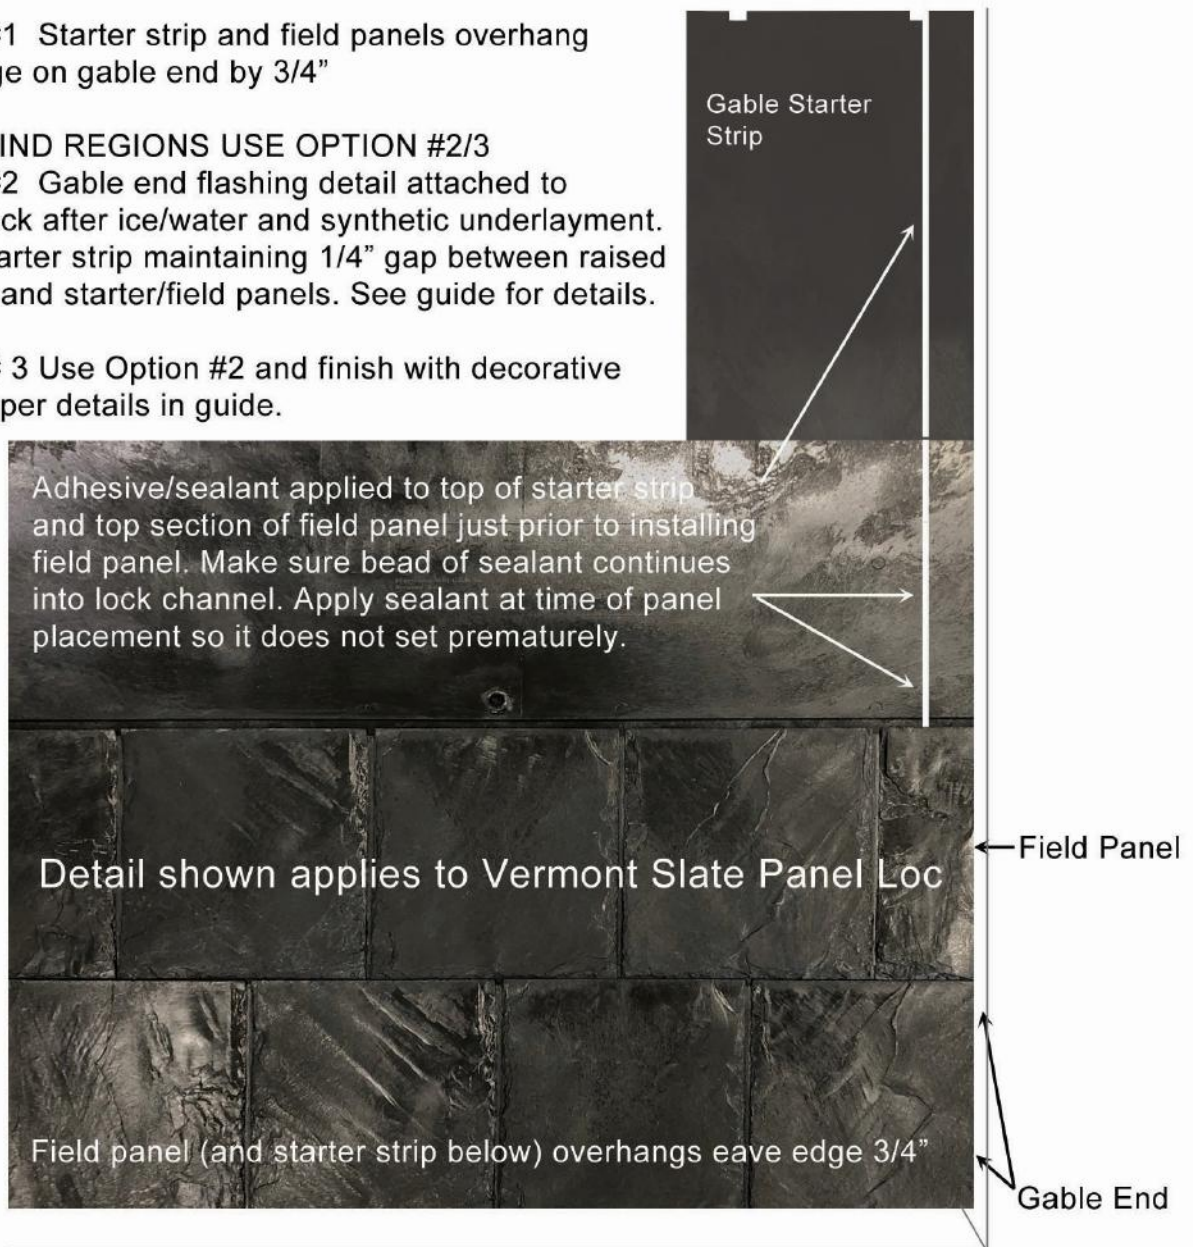 #1 Starter strip and field panels overhang
on gable end by 3/4”
REGIONS USE OPTION #2/3
#2 Gable end flashing detail attached to
after ice/water and synthetic underlayment.
strip maintaining 1/4” gap between raised
and starter/field panels. See guide for details.
3 Use Option #2 and finish with decorative
per details in guide.
Gable Starter
Strip
Adhesive/sealant applied to top of starter strip
and top section of field panel just prior to installing
field panel. Make sure bead of sealant continues
into lock channel. Apply sealant at time of panel
placement so it does not set prematurely.
Detail shown applies to Vermont Slate Panel Loc
Field Panel
Field panel (and starter strip below) overhangs eave edge 3/4”
Gable End